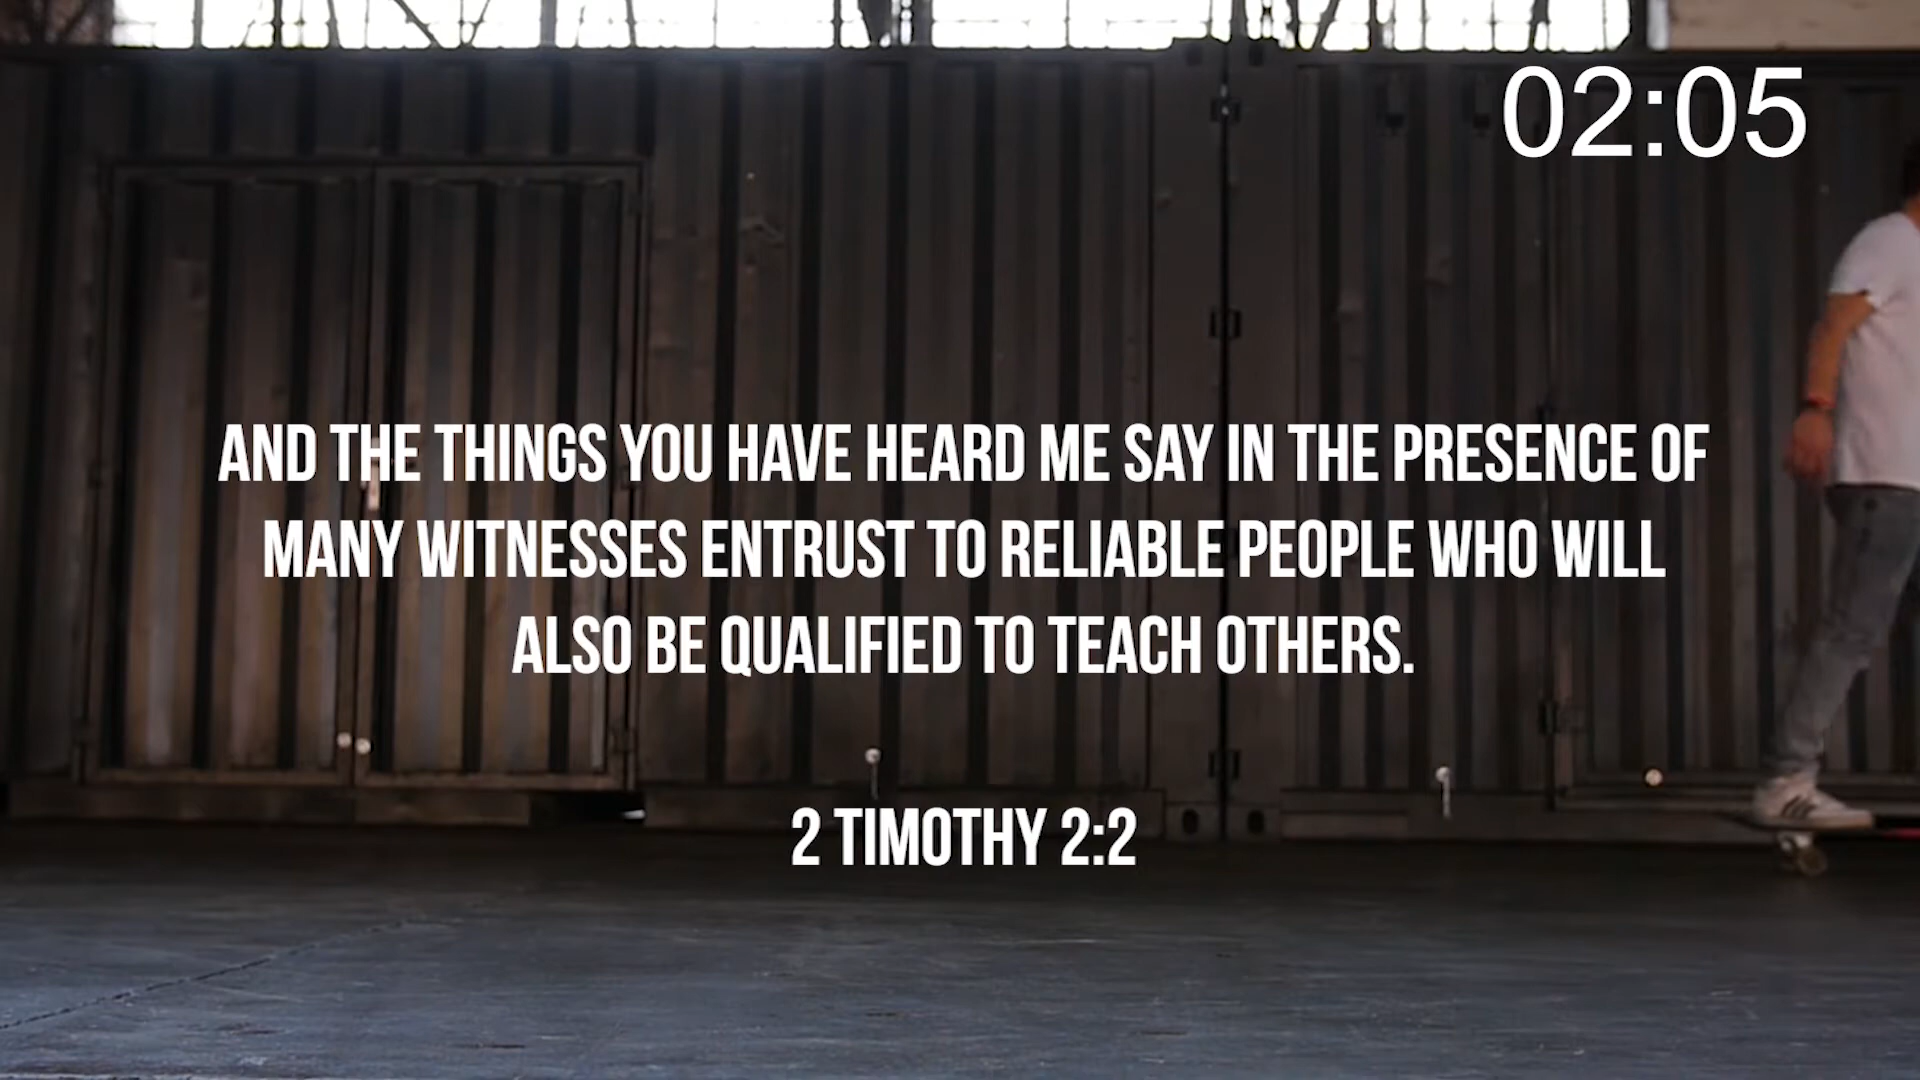 02:05
AND THE THINGS YOU HAVE HEARD ME SAY IN THE PRESENCE OF
MANY WITNESSES ENTRUST TO RELIABLE PEOPLE WHO WILL
ALSO BE QUALIFIED TO TEACH OTHERS.
2 TIMOTHY 2:2